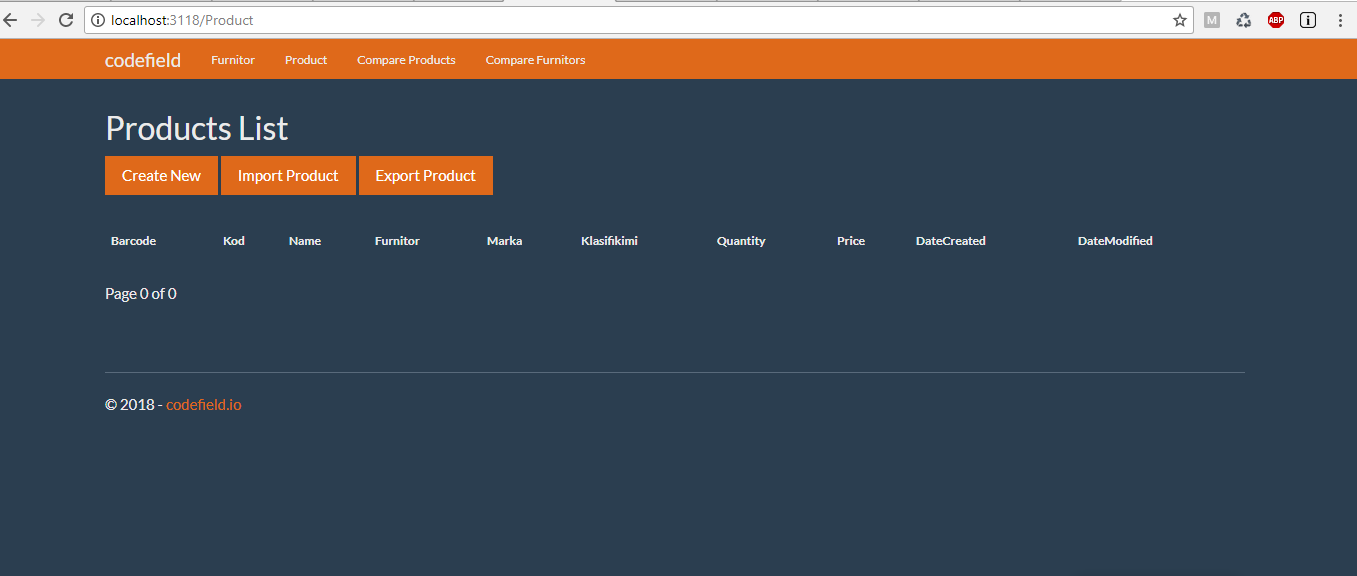 localhost:3118/Product
M ABP
codefield Furnitor Product Compare Products Compare Furnitors
Products List
Create New Import Product Export Product
Barcode Kod Name Furnitor Marka Klasifikimi Quantity Price DateCreated DateModified
Page 0 of 0
© 2018 - codefield.io